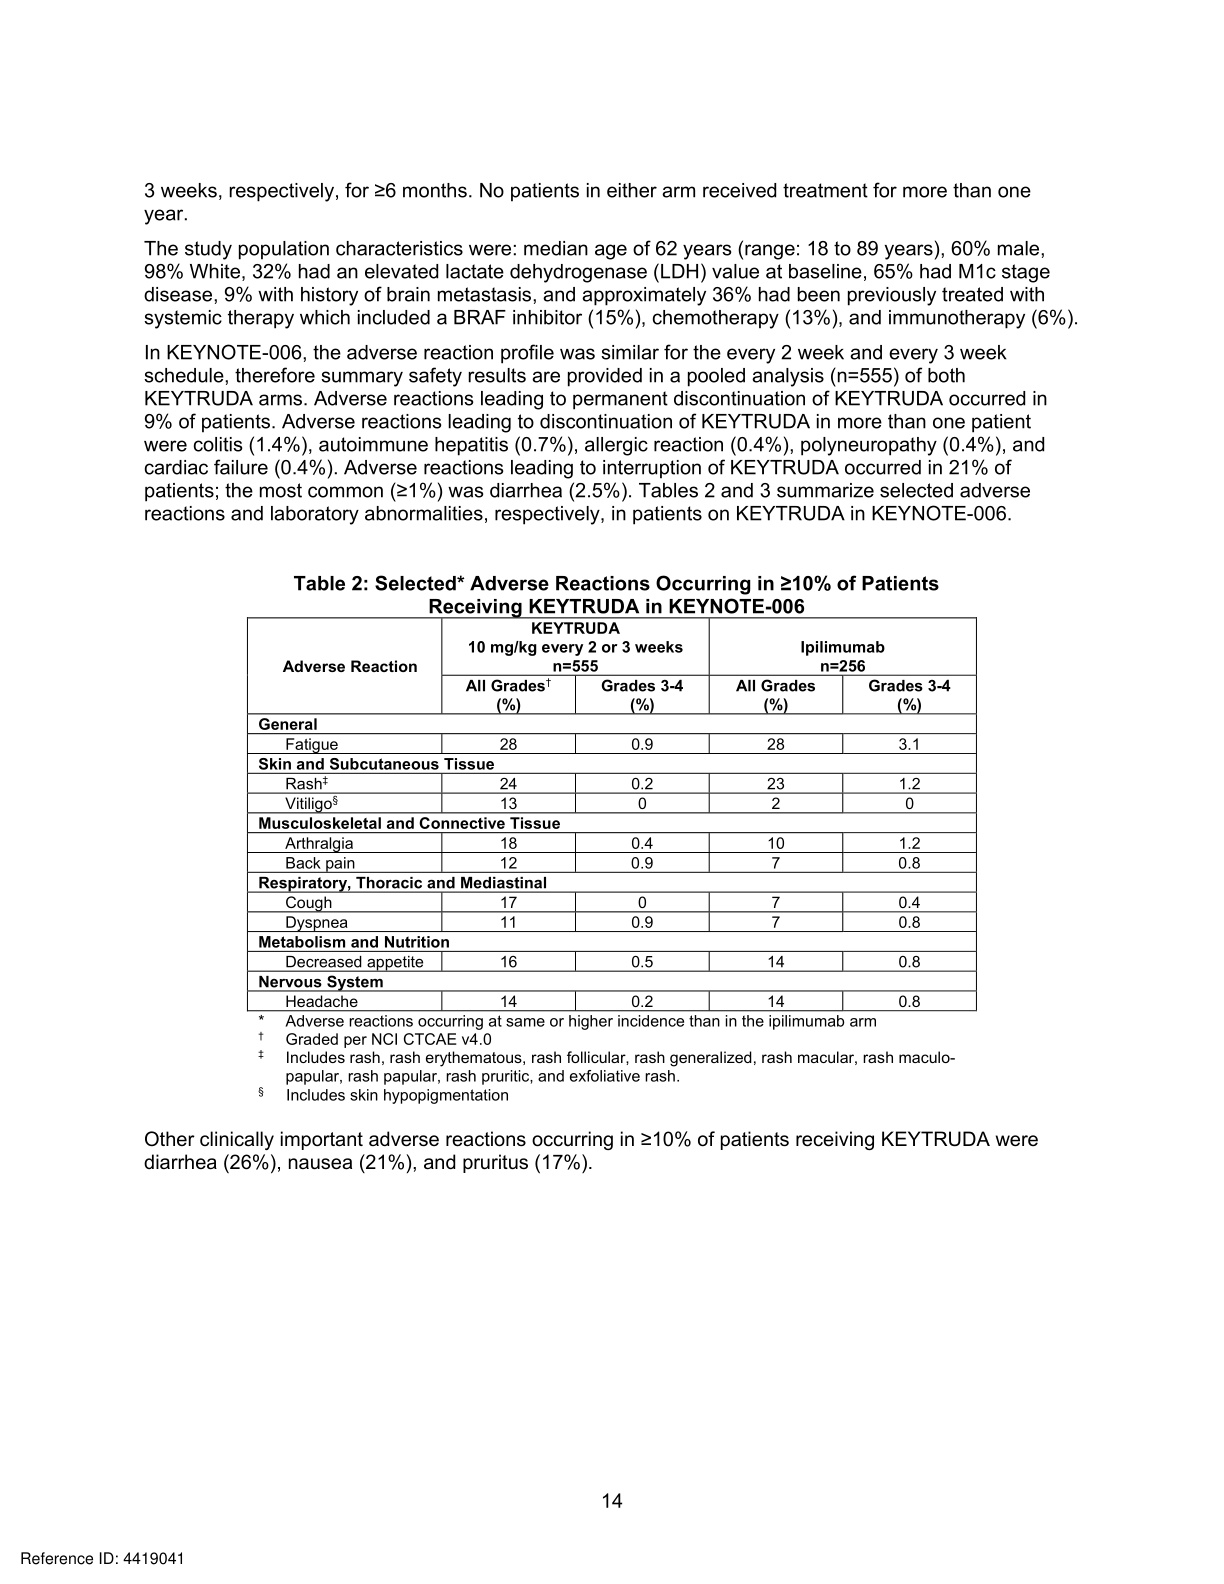 3 weeks, respectively, for ≥6 months. No patients in either arm received treatment for more than one
year.
The study population characteristics were: median age of 62 years (range: 18 to 89 years), 60% male,
98% White, 32% had an elevated lactate dehydrogenase (LDH) value at baseline, 65% had M1c stage
disease, 9% with history of brain metastasis, and approximately 36% had been previously treated with
systemic therapy which included a BRAF inhibitor (15%), chemotherapy (13%), and immunotherapy (6%).
In KEYNOTE-006, the adverse reaction profile was similar for the every 2 week and every 3 week
schedule, therefore summary safety results are provided in a pooled analysis (n=555) of both
KEYTRUDA arms. Adverse reactions leading to permanent discontinuation of KEYTRUDA occurred in
9% of patients. Adverse reactions leading to discontinuation of KEYTRUDA in more than one patient
were colitis (1.4%), autoimmune hepatitis (0.7%), allergic reaction (0.4%), polyneuropathy (0.4%), and
cardiac failure (0.4%). Adverse reactions leading to interruption of KEYTRUDA occurred in 21% of
patients; the most common (≥1%) was diarrhea (2.5%). Tables 2 and 3 summarize selected adverse
reactions and laboratory abnormalities, respectively, in patients on KEYTRUDA in KEYNOTE-006.
Table 2: Selected* Adverse Reactions Occurring in ≥10% of Patients
Receiving KEYTRUDA in KEYNOTE-006
Adverse Reaction
KEYTRUDA
10 mg/kg every 2 or 3 weeks
n=555
Ipilimumab
n=256
All Grades† (%) Grades 3-4 (%) All Grades (%) Grades 3-4 (%)
General
Fatigue 28 0.9 28 3.1
Skin and Subcutaneous Tissue
Rash‡ 24 0.2 23 1.2
Vitiligo§ 13 0 2 0
Musculoskeletal and Connective Tissue
Arthralgia 18 0.4 10 1.2
Back pain 12 0.9 7 0.8
Respiratory, Thoracic and Mediastinal
Cough 17 0 7 0.4
Dyspnea 11 0.9 7 0.8
Metabolism and Nutrition
Decreased appetite 16 0.5 14 0.8
Nervous System
Headache 14 0.2 14 0.8
* Adverse reactions occurring at same or higher incidence than in the ipilimumab arm
† Graded per NCI CTCAE v4.0
‡ Includes rash, rash erythematous, rash follicular, rash generalized, rash macular, rash maculo-
papular, rash papular, rash pruritic, and exfoliative rash.
§ Includes skin hypopigmentation
Other clinically important adverse reactions occurring in ≥10% of patients receiving KEYTRUDA were
diarrhea (26%), nausea (21%), and pruritus (17%).
14
Reference ID: 4419041